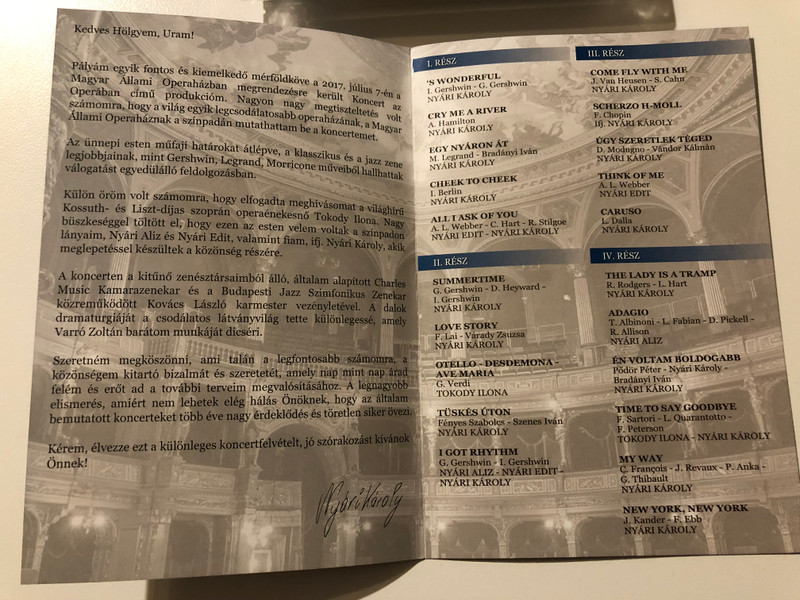 Kedves Hölgyem, Uram!
Pályám egyik fontos és kiemelkedő mérföldköve a 2017. július 7-én a
Magyar Állami Operaházban megrendezésre került Koncert az
Operában című produkcióm. Nagyon nagy megtiszteltetés volt
számomra, hogy a világ egyik legcsodálatosabb operaházának, a Magyar
Állami Operaháznak a színpadán mutathattam be a koncertemet.
Az ünnepi esten műfaji határokat átlépve, a klasszikus és a jazz zene
legjobbjainak, mint Gershwin, Legrand, Morricone műveiből hallhattak
válogatást egyedülálló feldolgozásban.
Külön öröm volt számomra, hogy elfogadta meghívásomat a világhírű
Kossuth- és Liszt-díjas szoprán operaénekesnő Tokody Ilona. Nagy
büszkeséggel töltött el, hogy ezen az esten velem voltak a színpadon
lányaim, Nyári Aliz és Nyári Edit, valamint fiam, ifj. Nyári Károly, akik
meglepetéssel készültek a közönség részére.
A koncerten a kitűnő zenésztársaimból álló, általam alapított Charles
Music Kamarazenekar és a Budapesti Jazz Szimfonikus Zenekar
közreműködött Kovács László karmester vezényletével. A dalok
dramaturgiáját a csodálatos látványvilág tette különlegessé, amely
Varró Zoltán barátom munkáját dicséri.
Szeretném megköszönni, ami talán a legfontosabb számomra, a
közönségem kitartó bizalmát és szeretetét, amely nap mint nap árad
felém és erőt ad a további terveim megvalósításához. A legnagyobb
elismerés, amiért nem lehetek elég hálás Önöknek, hogy az általam
bemutatott koncerteket több éve nagy érdeklődés és töretlen siker övezi.
Kérem, élvezze ezt a különleges koncertfelvételt, jó szórakozást kívánok
Önnek!
Nyári Károly
I. RÉSZ
'S WONDERFUL
I. Gershwin - G. Gershwin
NYÁRI KÁROLY
CRY ME A RIVER
A. Hamilton
NYÁRI KÁROLY
EGY NYÁRON ÁT
M. Legrand - Bradányi Iván
NYÁRI KÁROLY
CHEEK TO CHEEK
I. Berlin
NYÁRI KÁROLY
ALL I ASK OF YOU
A. L. Webber - C. Hart - R. Stilgoe
NYÁRI EDIT - NYÁRI KÁROLY
II. RÉSZ
SUMMERTIME
G. Gershwin - D. Heyward -
I. Gershwin
NYÁRI KÁROLY
LOVE STORY
F. Lai - Várady Zsuzsa
NYÁRI KÁROLY
OTELLO - DESDEMONA -
AVE MARIA
G. Verdi
TOKODY ILONA
TÜSKÉS ÚTON
Fényes Szabolcs - Szenes Iván
NYÁRI KÁROLY
I GOT RHYTHM
G. Gershwin - I. Gershwin
NYÁRI ALIZ - NYÁRI EDIT -
NYÁRI KÁROLY
III. RÉSZ
COME FLY WITH ME
J. Van Heusen - S. Cahn
NYÁRI KÁROLY
SCHERZO H-MOLL
F. Chopin
Ifj. NYÁRI KÁROLY
ÚGY SZERETLEK TÉGED
D. Modugno - Vándor Kálmán
NYÁRI KÁROLY
THINK OF ME
A. L. Webber
NYÁRI EDIT
CARUSO
L. Dalla
NYÁRI KÁROLY
IV. RÉSZ
THE LADY IS A TRAMP
R. Rodgers - L. Hart
NYÁRI KÁROLY
ADAGIO
T. Albinoni - L. Fabian - D. Pickell -
R. Allison
NYÁRI ALIZ
ÉN VOLTAM BOLDOGABB
Pödör Péter - Nyári Károly -
Bradányi Iván
NYÁRI KÁROLY
TIME TO SAY GOODBYE
F. Sartori - L. Quarantotto -
F. Peterson
TOKODY ILONA - NYÁRI KÁROLY
MY WAY
C. François - J. Revaux - P. Anka -
G. Thibault
NYÁRI KÁROLY
NEW YORK, NEW YORK
J. Kander - F. Ebb
NYÁRI KÁROLY